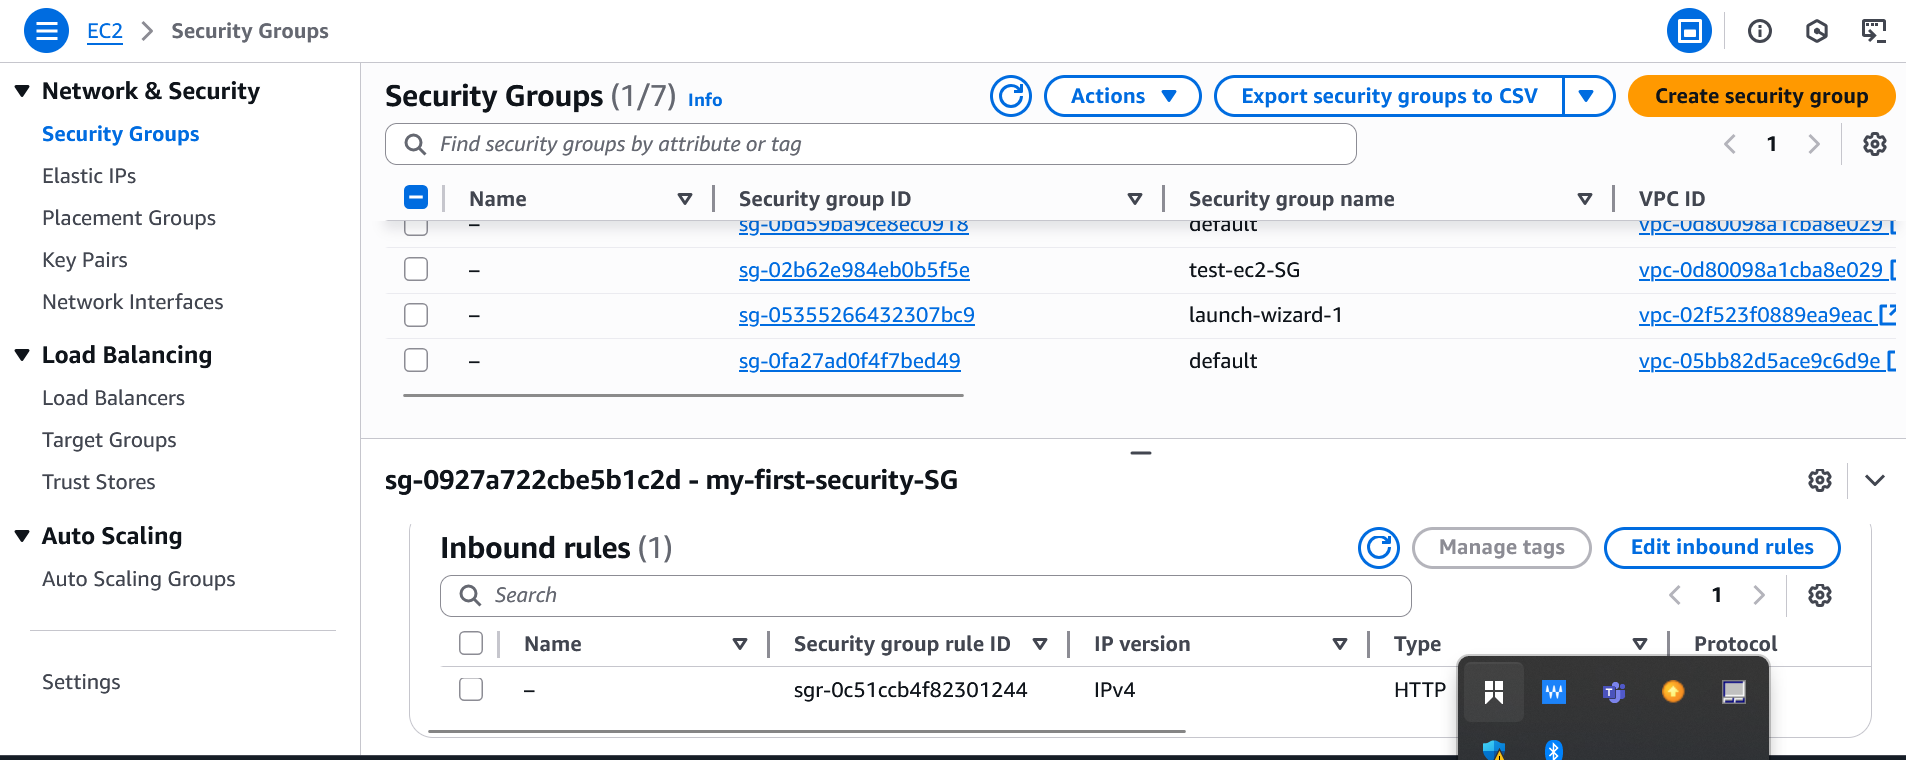 EC2 > Security Groups
Network & Security
Security Groups
Elastic IPs
Placement Groups
Key Pairs
Network Interfaces
Load Balancing
Load Balancers
Target Groups
Trust Stores
Auto Scaling
Auto Scaling Groups
Settings
Security Groups (1/7) Info
Actions
Export security groups to CSV
Create security group
Find security groups by attribute or tag
1
Name Security group ID Security group name VPC ID
– sg-0bd59ba9ce8ec0918 default vpc-0d80098a1cba8e029
– sg-02b62e984eb0b5f5e test-ec2-SG vpc-0d80098a1cba8e029
– sg-05355266432307bc9 launch-wizard-1 vpc-02f523f0889ea9eac
– sg-0fa27ad0f4f7bed49 default vpc-05bb82d5ace9c6d9e
sg-0927a722cbe5b1c2d - my-first-security-SG
Inbound rules (1)
Manage tags
Edit inbound rules
Search
1
Name Security group rule ID IP version Type Protocol
– sgr-0c51ccb4f82301244 IPv4 HTTP